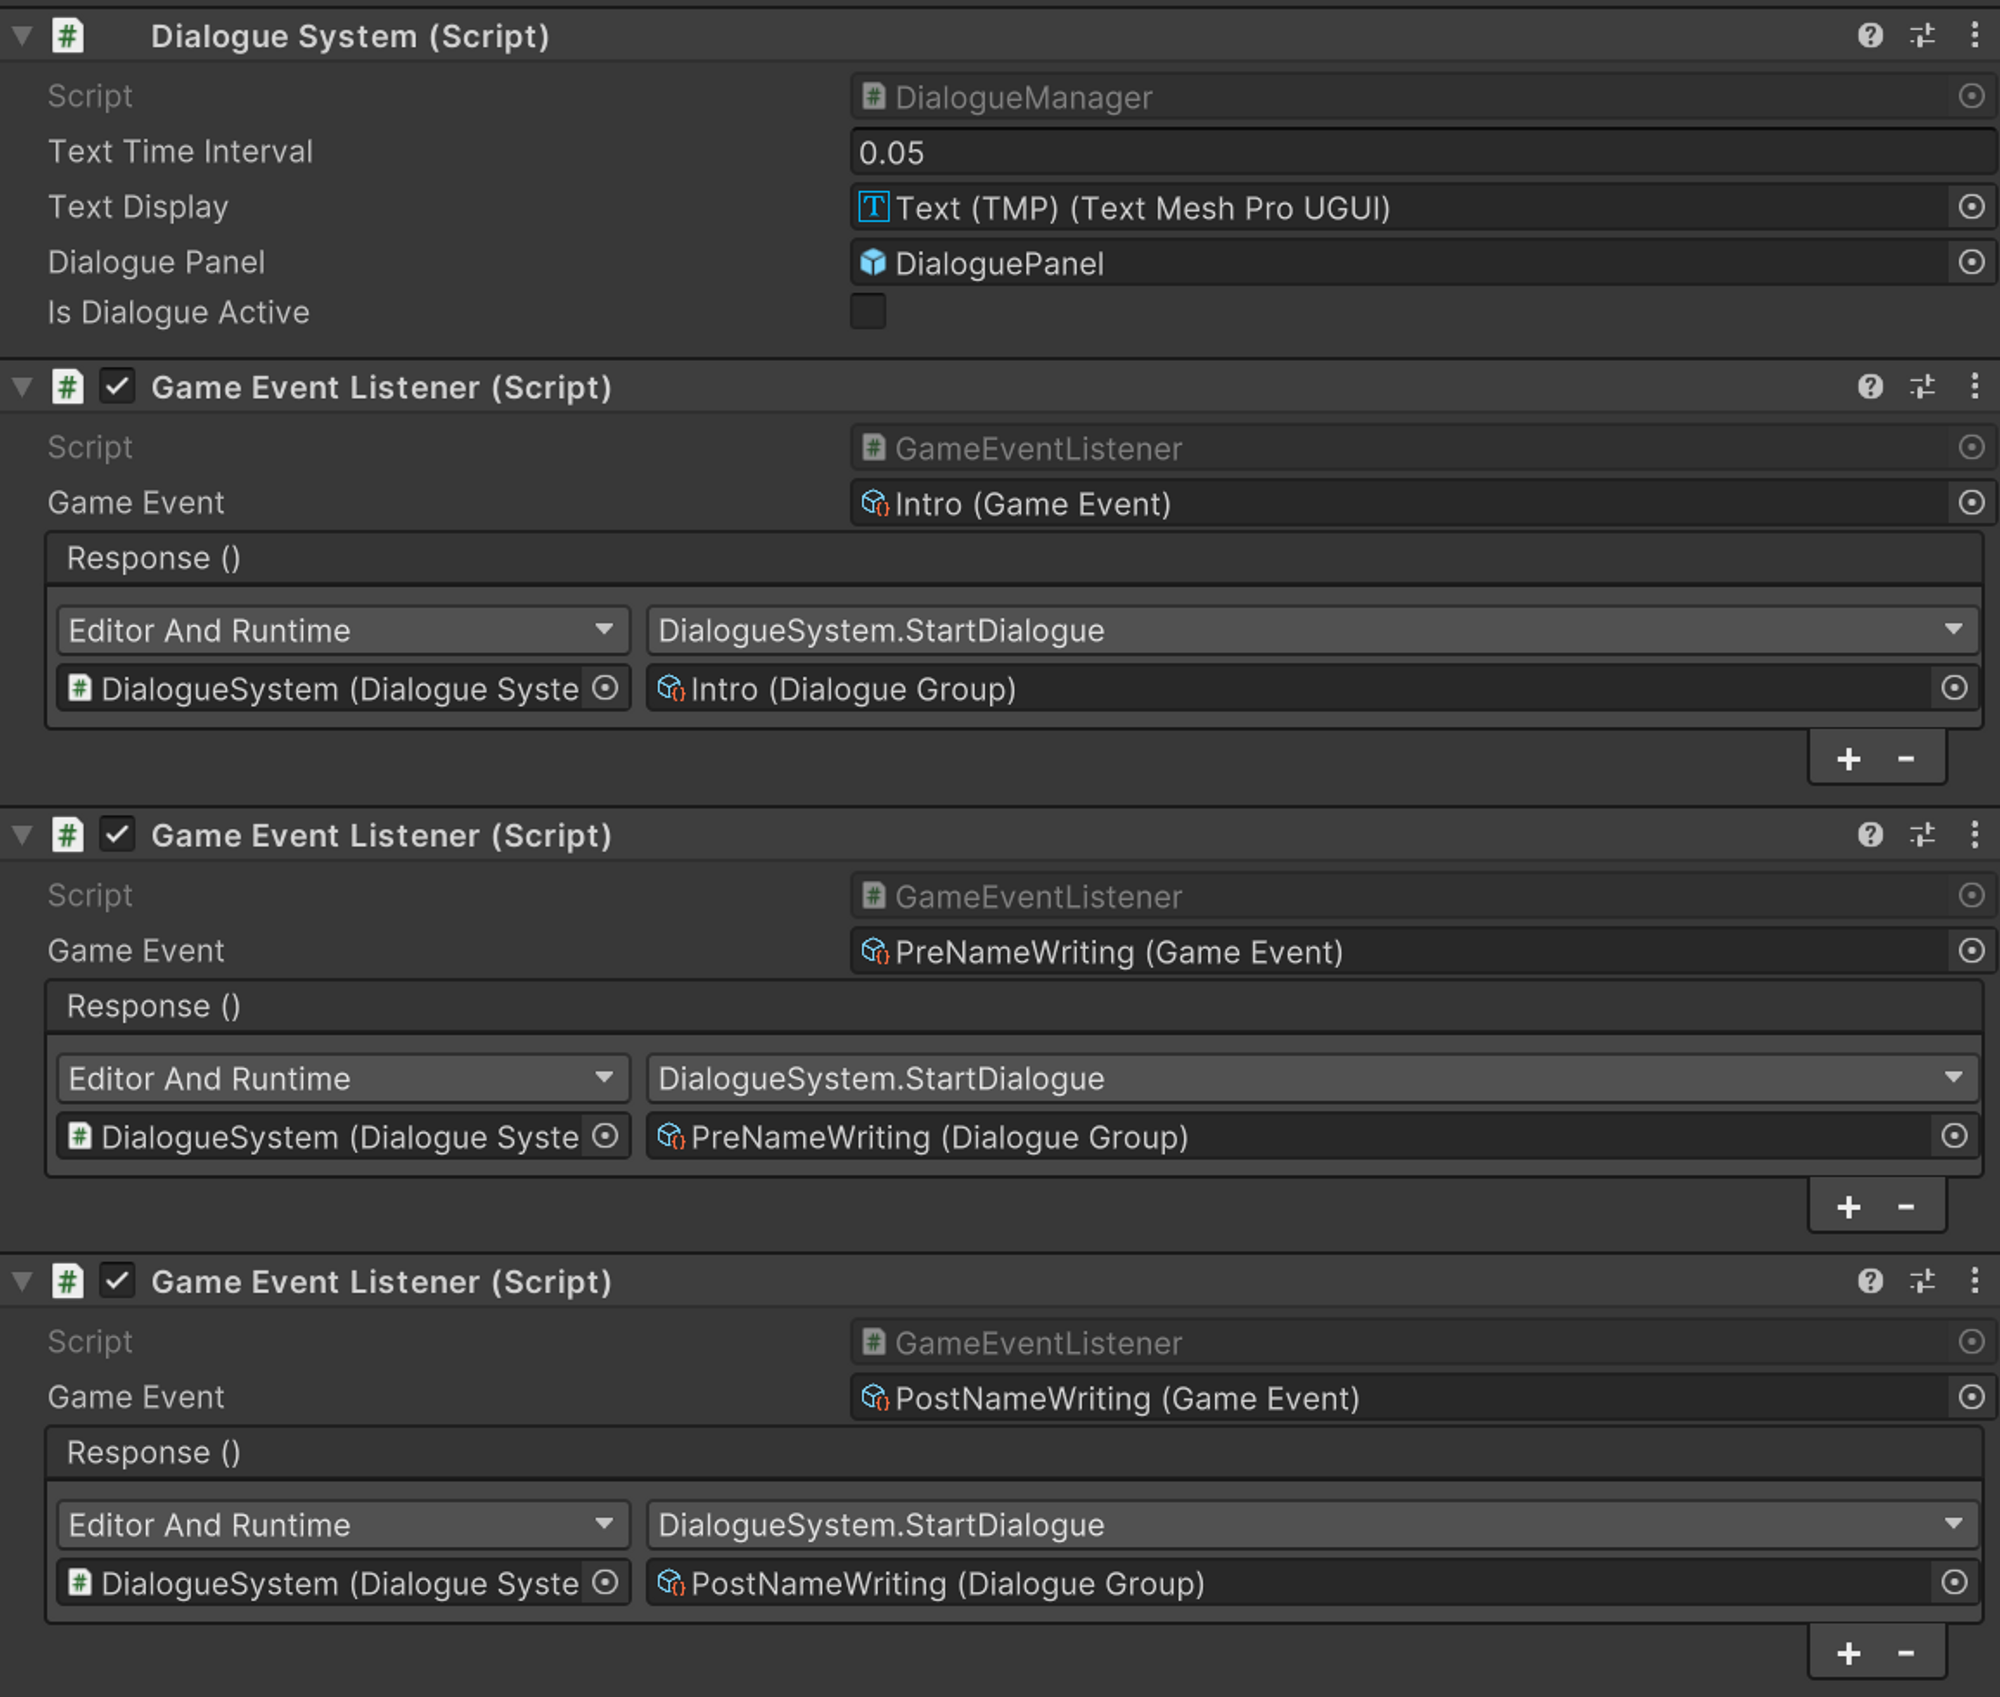 Dialogue System (Script)
Script DialogueManager
Text Time Interval 0.05
Text Display Text (TMP) (Text Mesh Pro UGUI)
Dialogue Panel DialoguePanel
Is Dialogue Active
Game Event Listener (Script)
Script GameEventListener
Game Event Intro (Game Event)
Response ()
Editor And Runtime DialogueSystem.StartDialogue
DialogueSystem (Dialogue Syste Intro (Dialogue Group)
+ -
Game Event Listener (Script)
Script GameEventListener
Game Event PreNameWriting (Game Event)
Response ()
Editor And Runtime DialogueSystem.StartDialogue
DialogueSystem (Dialogue Syste PreNameWriting (Dialogue Group)
+ -
Game Event Listener (Script)
Script GameEventListener
Game Event PostNameWriting (Game Event)
Response ()
Editor And Runtime DialogueSystem.StartDialogue
DialogueSystem (Dialogue Syste PostNameWriting (Dialogue Group)
+ -